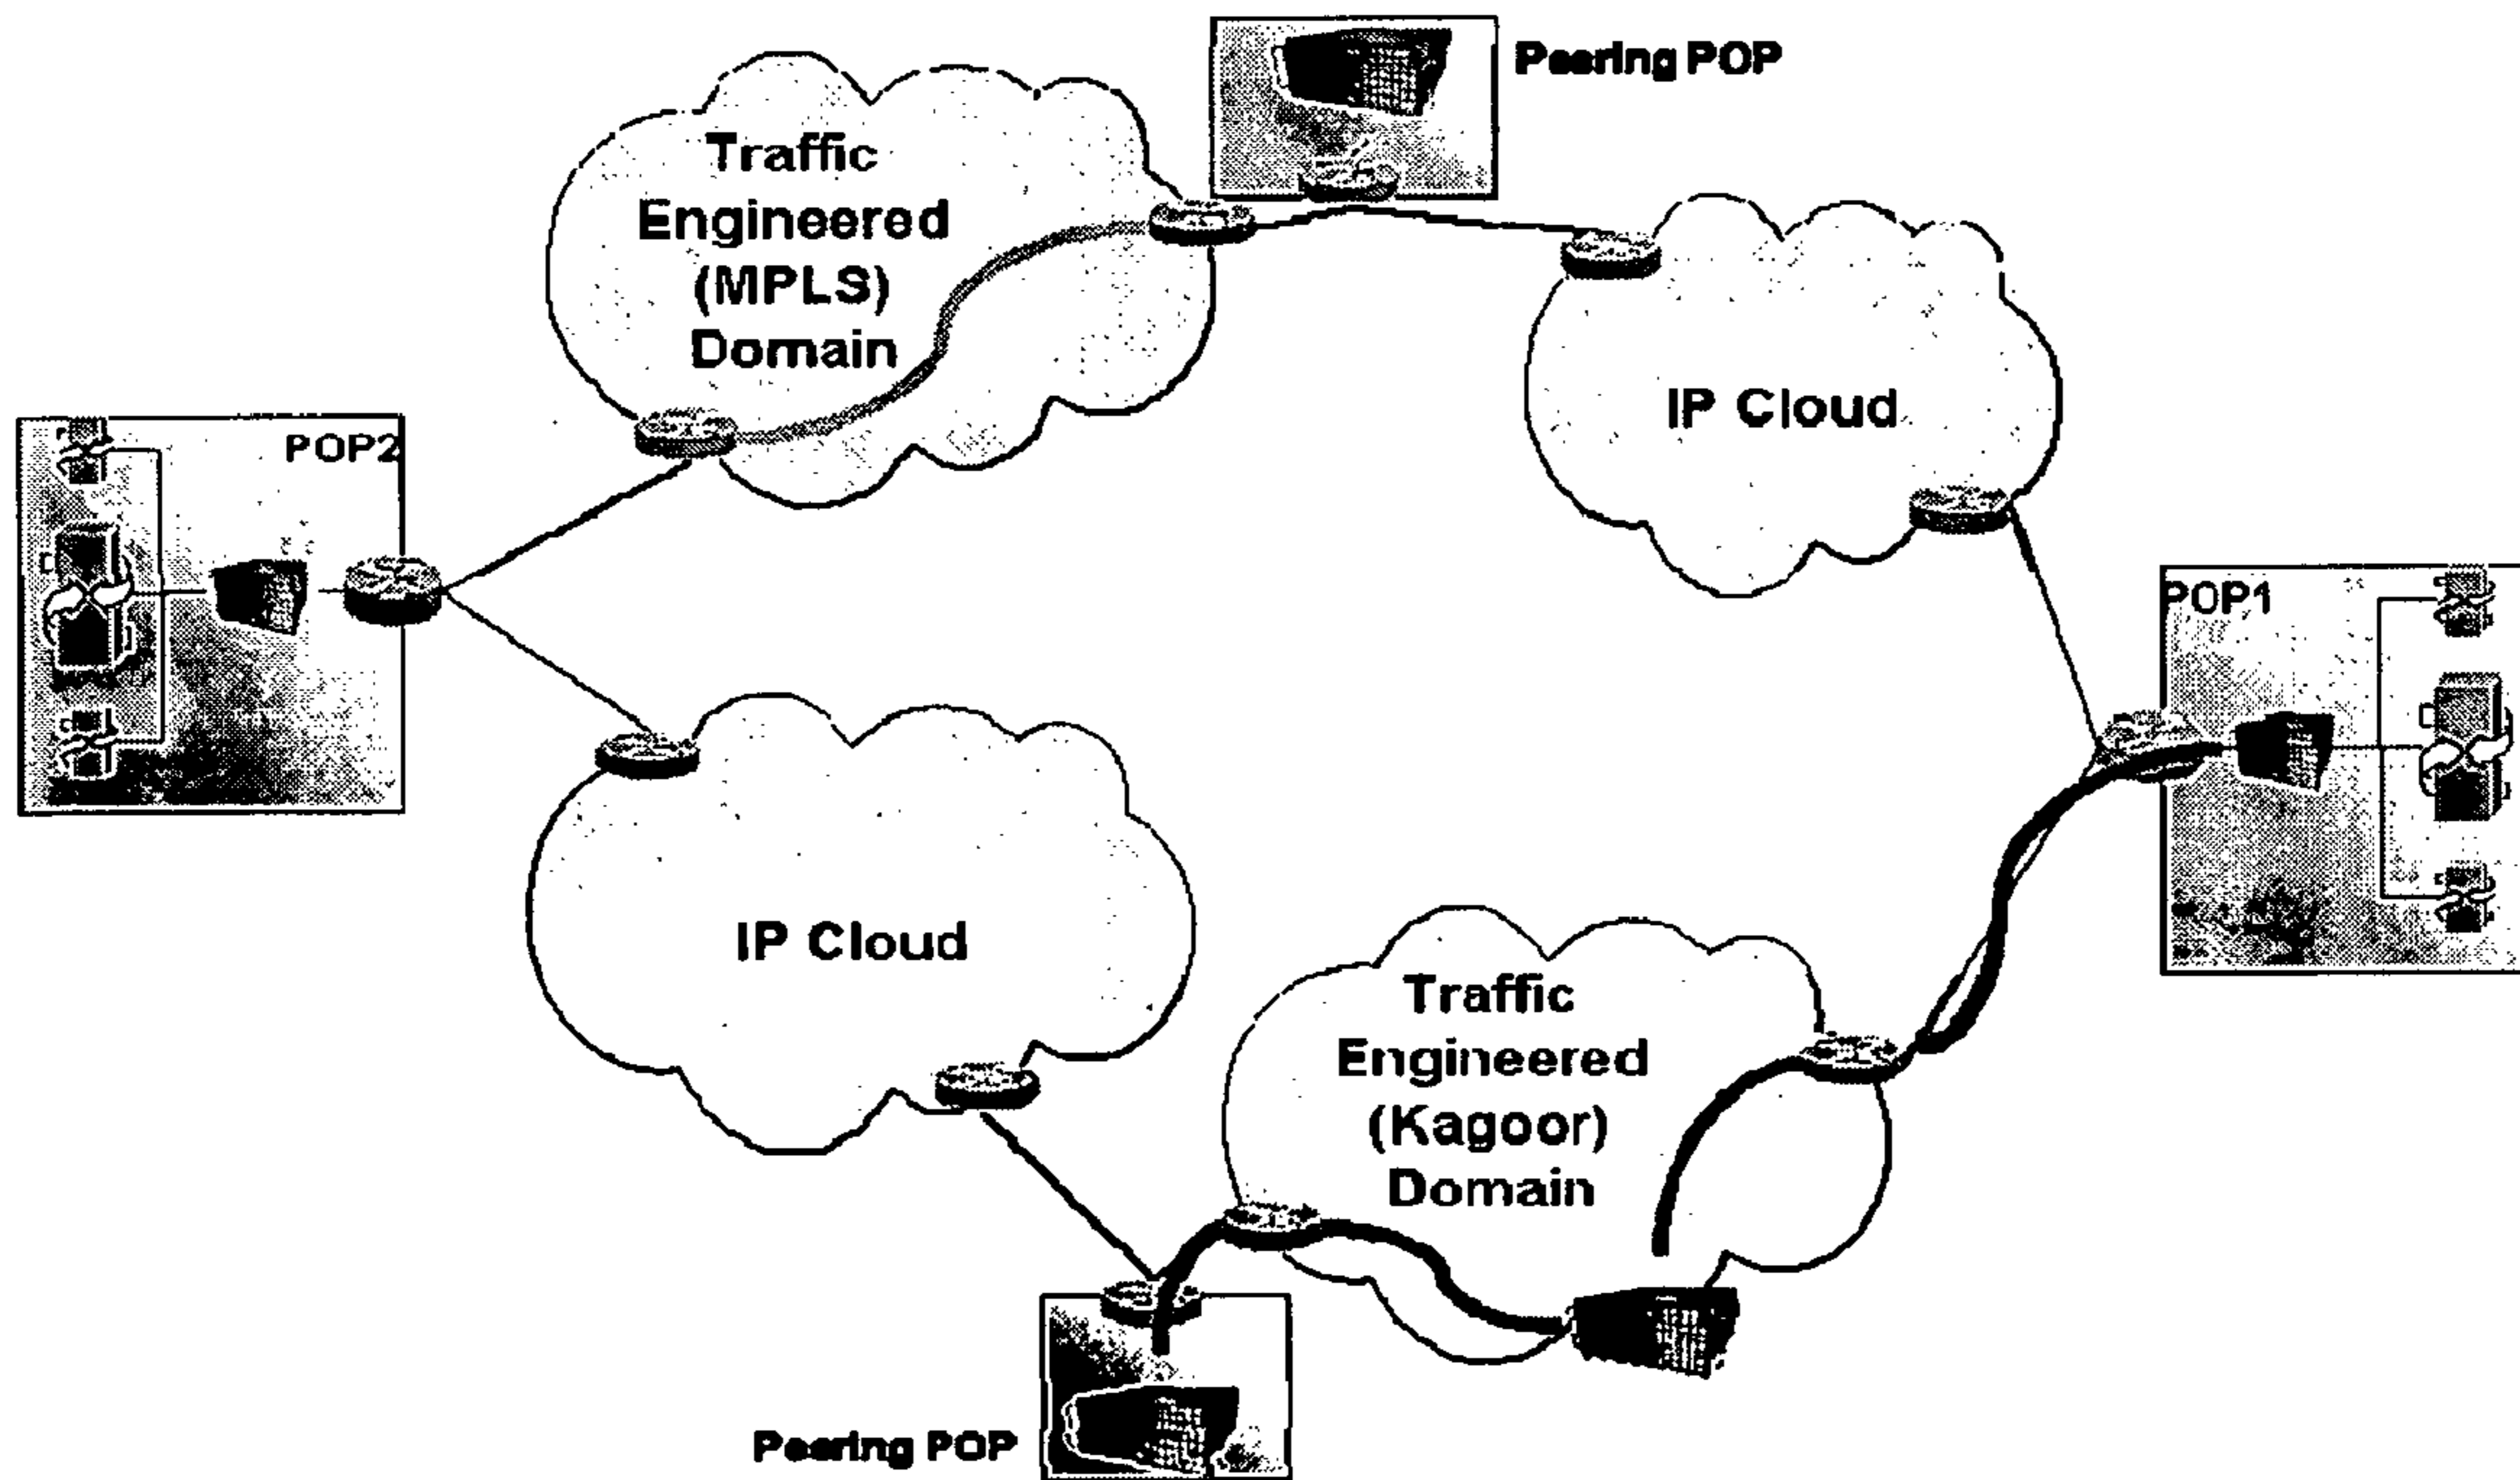 Peering POP
Traffic
Engineered
(MPLS)
Domain
IP Cloud
POP2
POP1
IP Cloud
Traffic
Engineered
(Kagoor)
Domain
Peering POP